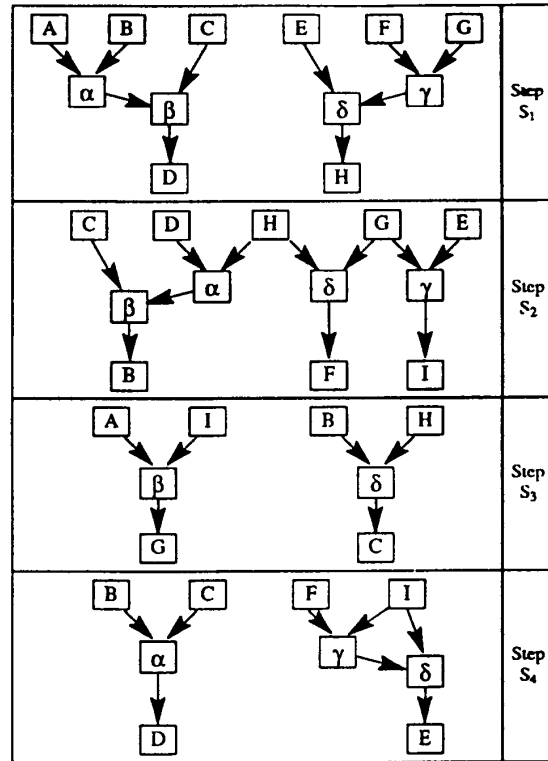 A B C E F G
α γ
β δ
D H
Step
S₁
C D H G E
α δ γ
β
B F I
Step
S₂
A I B H
β δ
G C
Step
S₃
B C F I
α γ
δ
D E
Step
S₄